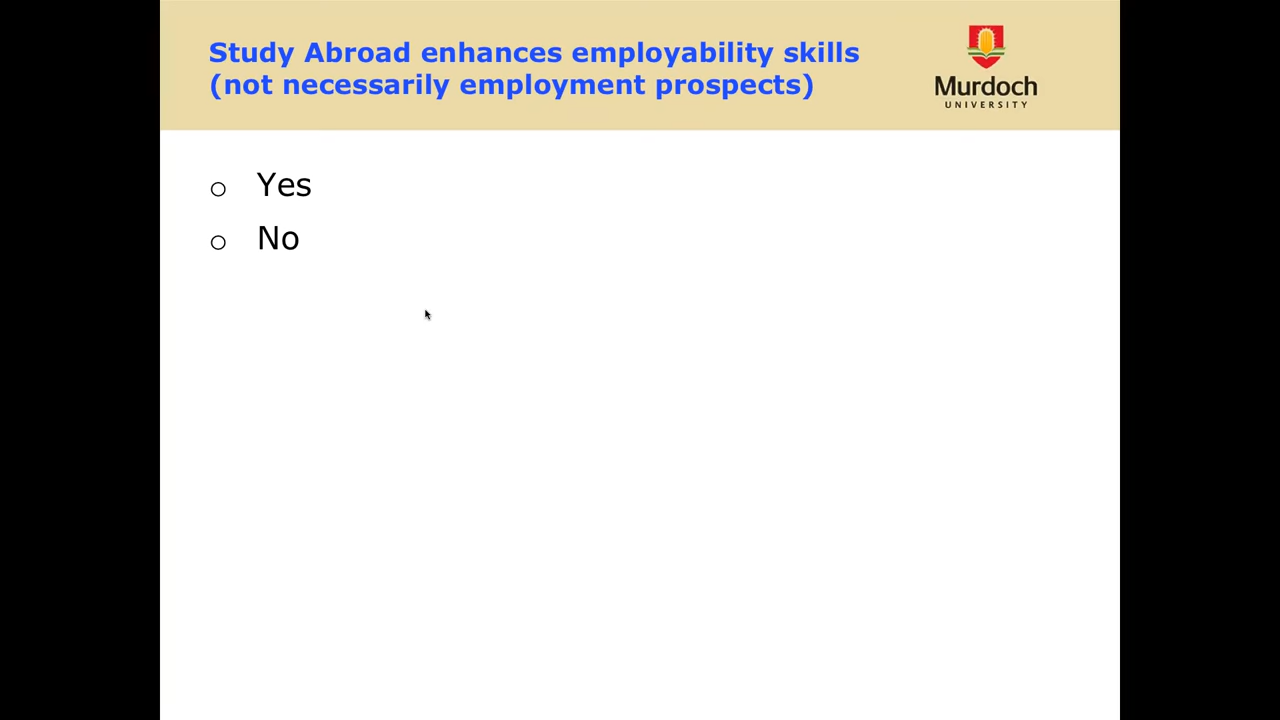 Study Abroad enhances employability skills
(not necessarily employment prospects)
Murdoch
UNIVERSITY
Yes
No